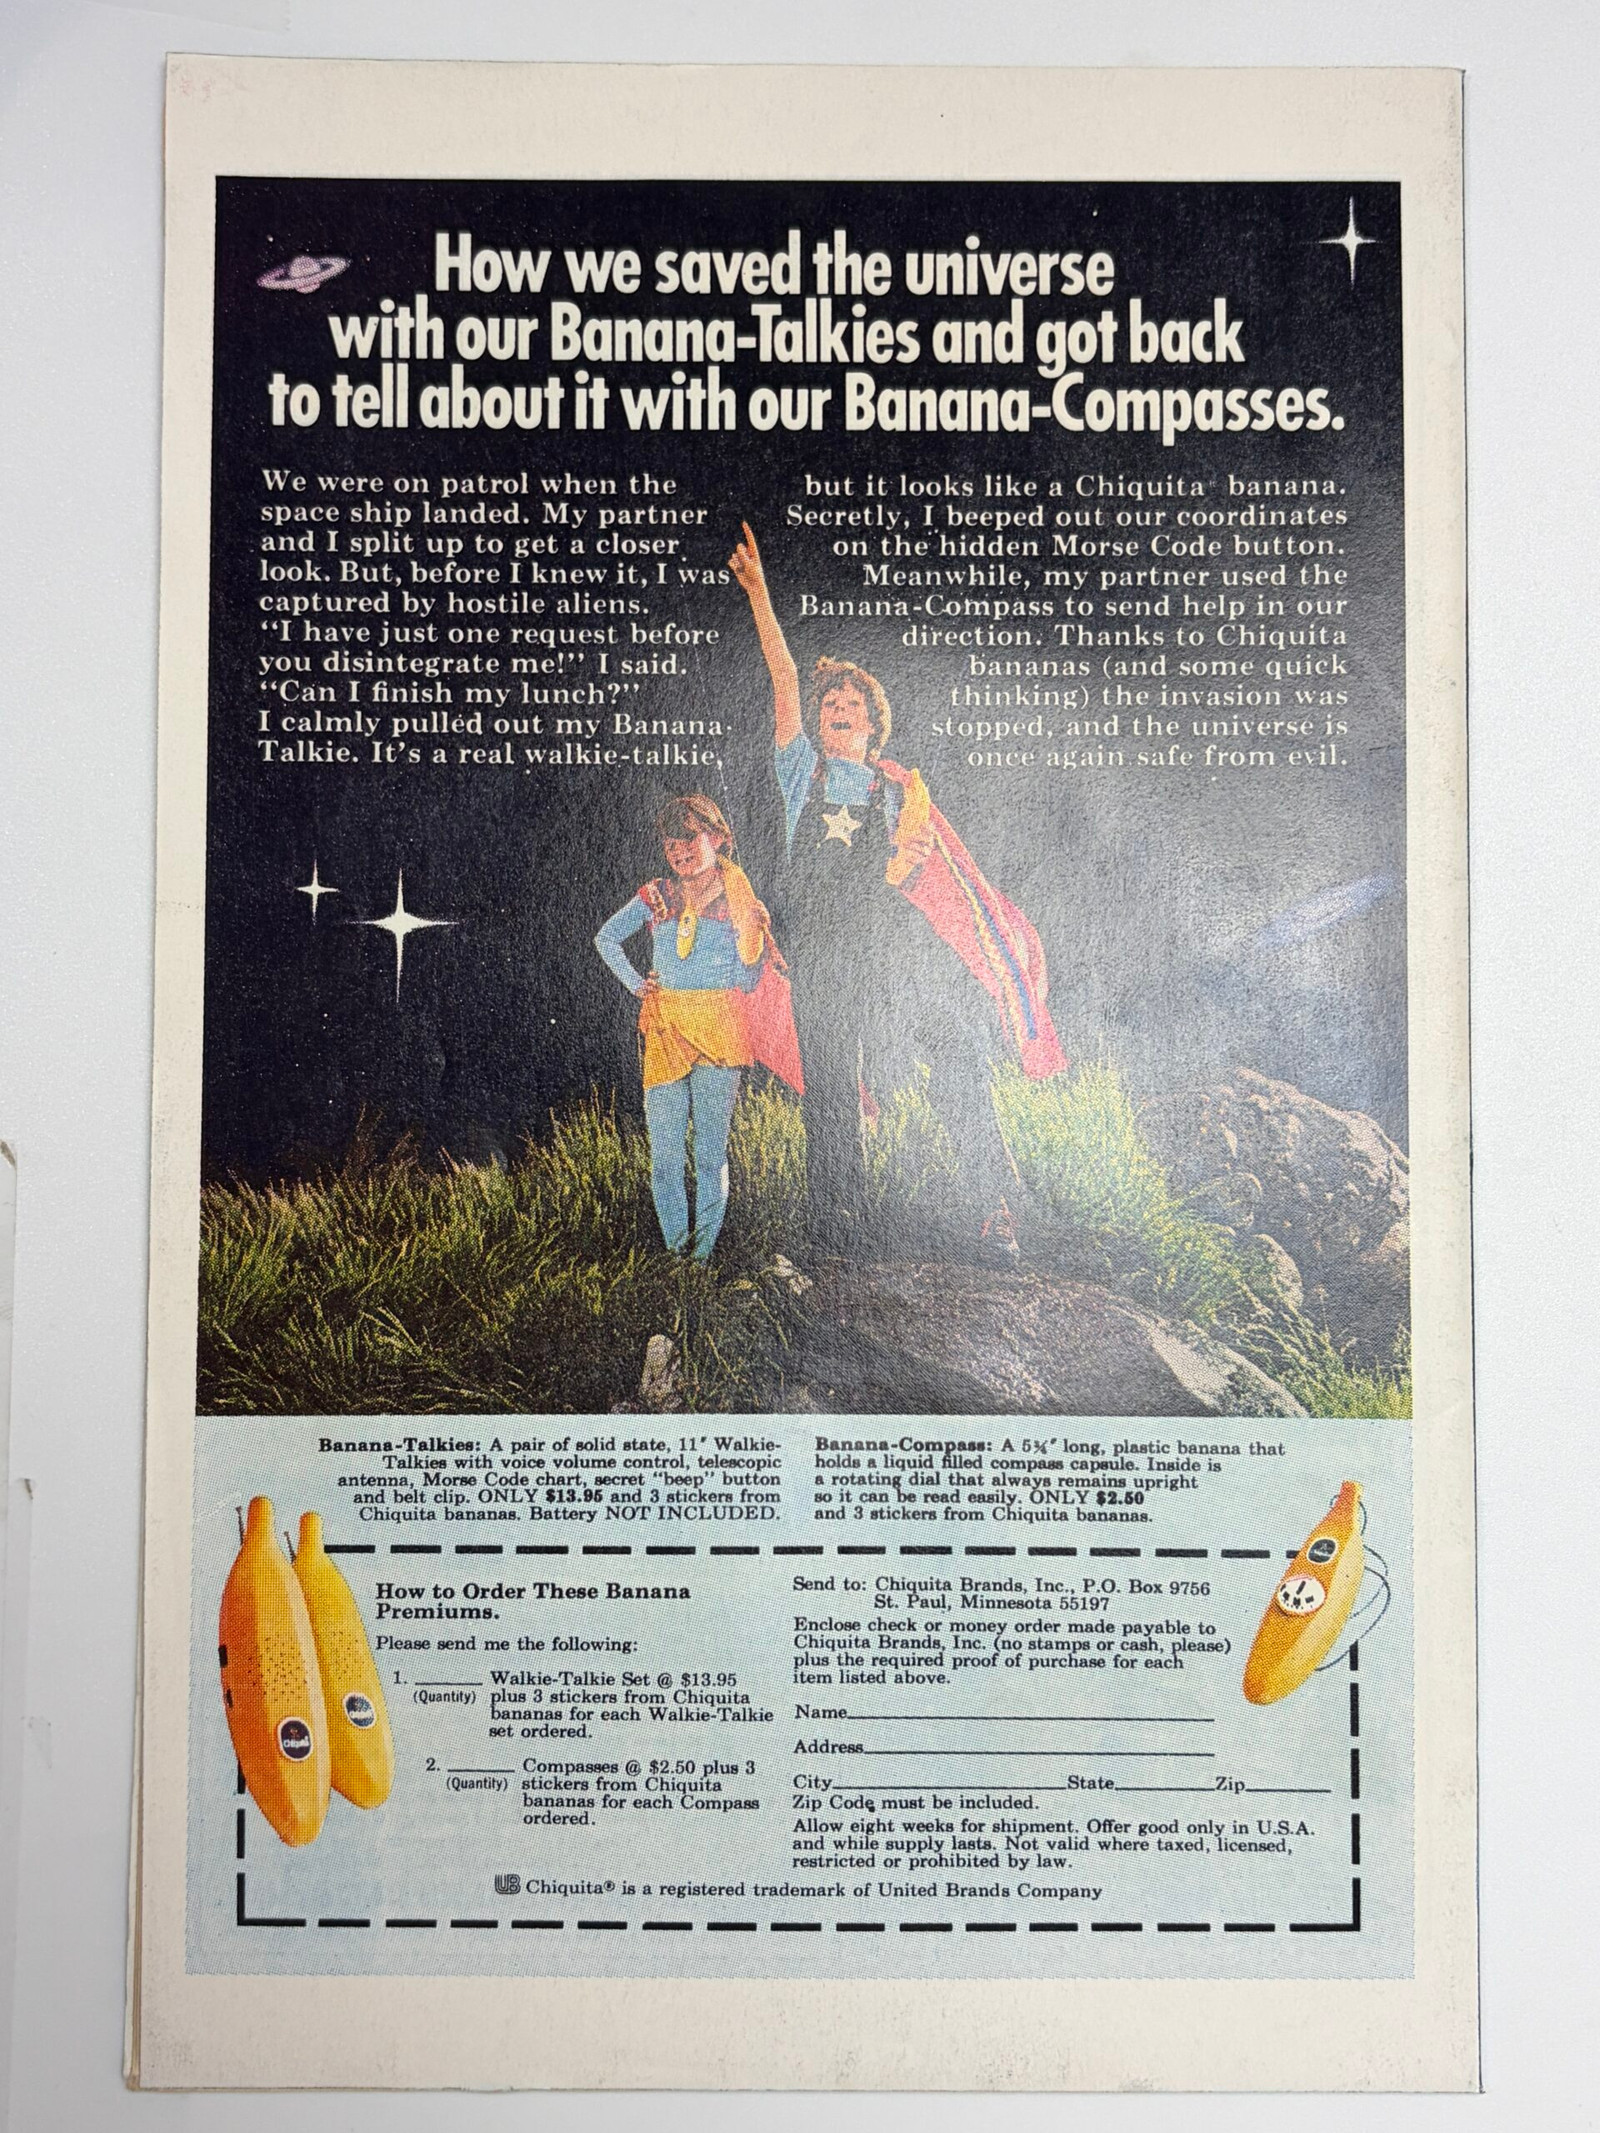 How we saved the universe
with our Banana-Talkies and got back
to tell about it with our Banana-Compasses.
We were on patrol when the
space ship landed. My partner
and I split up to get a closer
look. But, before I knew it, I was
captured by hostile aliens.
“I have just one request before
you disintegrate me!” I said.
“Can I finish my lunch?”
I calmly pulled out my Banana-
Talkie. It’s a real walkie-talkie,
but it looks like a Chiquita® banana.
Secretly, I beeped out our coordinates
on the hidden Morse Code button.
Meanwhile, my partner used the
Banana-Compass to send help in our
direction. Thanks to Chiquita
bananas (and some quick
thinking) the invasion was
stopped, and the universe is
once again safe from evil.
Banana-Talkies: A pair of solid state, 11" Walkie-
Talkies with voice volume control, telescopic
antenna, Morse Code chart, secret “beep” button
and belt clip. ONLY $13.95 and 3 stickers from
Chiquita bananas. Battery NOT INCLUDED.
Banana-Compass: A 5¾" long, plastic banana that
holds a liquid filled compass capsule. Inside is
a rotating dial that always remains upright
so it can be read easily. ONLY $2.50
and 3 stickers from Chiquita bananas.
How to Order These Banana
Premiums.
Please send me the following:
1. ______ Walkie-Talkie Set @ $13.95
(Quantity) plus 3 stickers from Chiquita
bananas for each Walkie-Talkie
set ordered.
2. ______ Compasses @ $2.50 plus 3
(Quantity) stickers from Chiquita
bananas for each Compass
ordered.
Send to: Chiquita Brands, Inc., P.O. Box 9756
St. Paul, Minnesota 55197
Enclose check or money order made payable to
Chiquita Brands, Inc. (no stamps or cash, please)
plus the required proof of purchase for each
item listed above.
Name
Address
City State Zip
Zip Code must be included.
Allow eight weeks for shipment. Offer good only in U.S.A.
and while supply lasts. Not valid where taxed, licensed,
restricted or prohibited by law.
UB Chiquita® is a registered trademark of United Brands Company
Chiquita